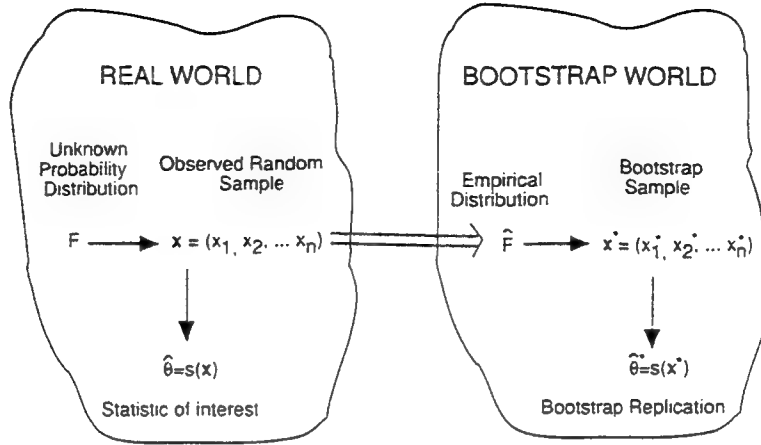 REAL WORLD
Unknown
Probability
Distribution
Observed Random
Sample
F
x = (x₁, x₂, ... xₙ)
θ̂=s(x)
Statistic of interest
BOOTSTRAP WORLD
Empirical
Distribution
Bootstrap
Sample
F̂
x* = (x₁*, x₂*, ... xₙ*)
θ̂*=s(x*)
Bootstrap Replication